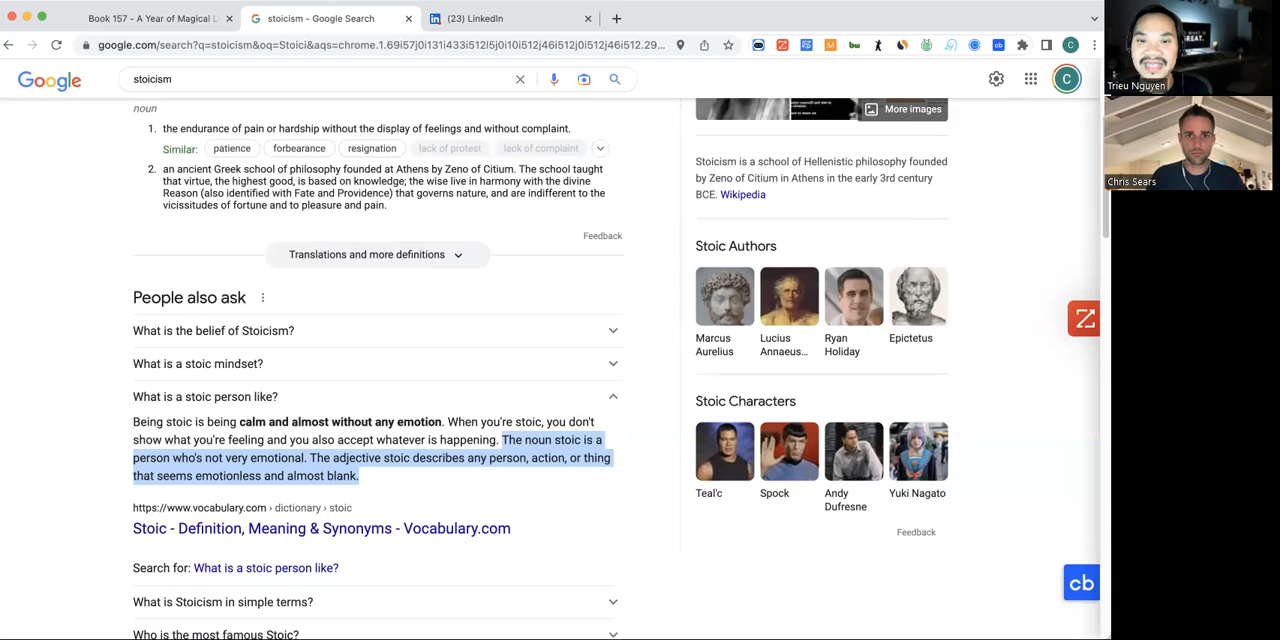 Book 157 - A Year of Magical L
stoicism - Google Search
(23) LinkedIn
google.com/search?q=stoicism&oq=Stoici&aqs=chrome.1.69i57j0i131i433i512l5j0i10i512j46i512j0i512j46i512.29...
C
Google
stoicism
C
noun
1. the endurance of pain or hardship without the display of feelings and without complaint.
Similar: patience forbearance resignation lack of protest lack of complaint
2. an ancient Greek school of philosophy founded at Athens by Zeno of Citium. The school taught
that virtue, the highest good, is based on knowledge; the wise live in harmony with the divine
Reason (also identified with Fate and Providence) that governs nature, and are indifferent to the
vicissitudes of fortune and to pleasure and pain.
Feedback
Translations and more definitions
People also ask
What is the belief of Stoicism?
What is a stoic mindset?
What is a stoic person like?
Being stoic is being calm and almost without any emotion. When you're stoic, you don't
show what you're feeling and you also accept whatever is happening. The noun stoic is a
person who's not very emotional. The adjective stoic describes any person, action, or thing
that seems emotionless and almost blank.
https://www.vocabulary.com › dictionary › stoic
Stoic - Definition, Meaning & Synonyms - Vocabulary.com
Search for: What is a stoic person like?
What is Stoicism in simple terms?
Who is the most famous Stoic?
More images
Stoicism is a school of Hellenistic philosophy founded
by Zeno of Citium in Athens in the early 3rd century
BCE. Wikipedia
Stoic Authors
Marcus
Aurelius
Lucius
Annaeus...
Ryan
Holiday
Epictetus
Stoic Characters
Teal'c
Spock
Andy
Dufresne
Yuki Nagato
Feedback
cb
Trieu Nguyen
Chris Sears